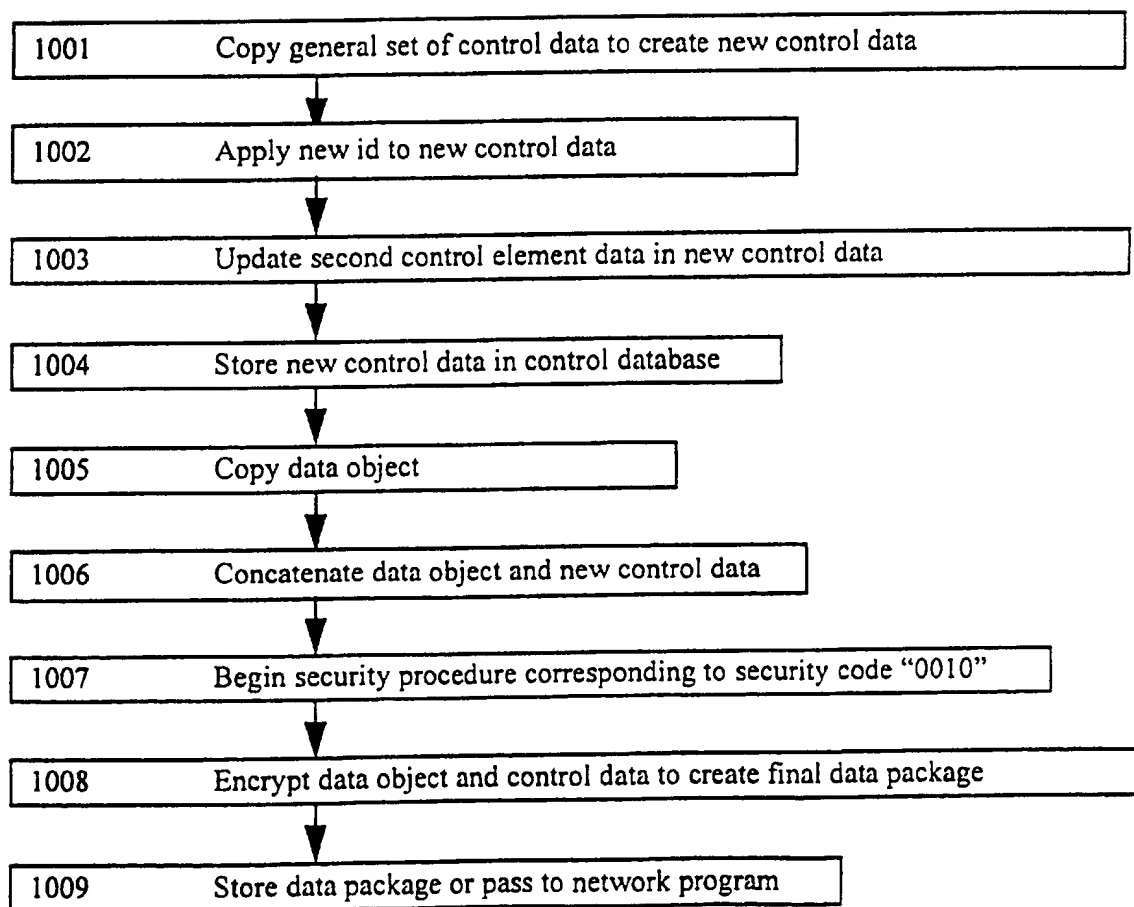 1001 Copy general set of control data to create new control data
1002 Apply new id to new control data
1003 Update second control element data in new control data
1004 Store new control data in control database
1005 Copy data object
1006 Concatenate data object and new control data
1007 Begin security procedure corresponding to security code “0010”
1008 Encrypt data object and control data to create final data package
1009 Store data package or pass to network program